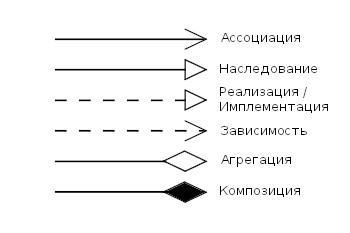 Ассоциация
Наследование
Реализация /
Имплементация
Зависимость
Агрегация
Композиция